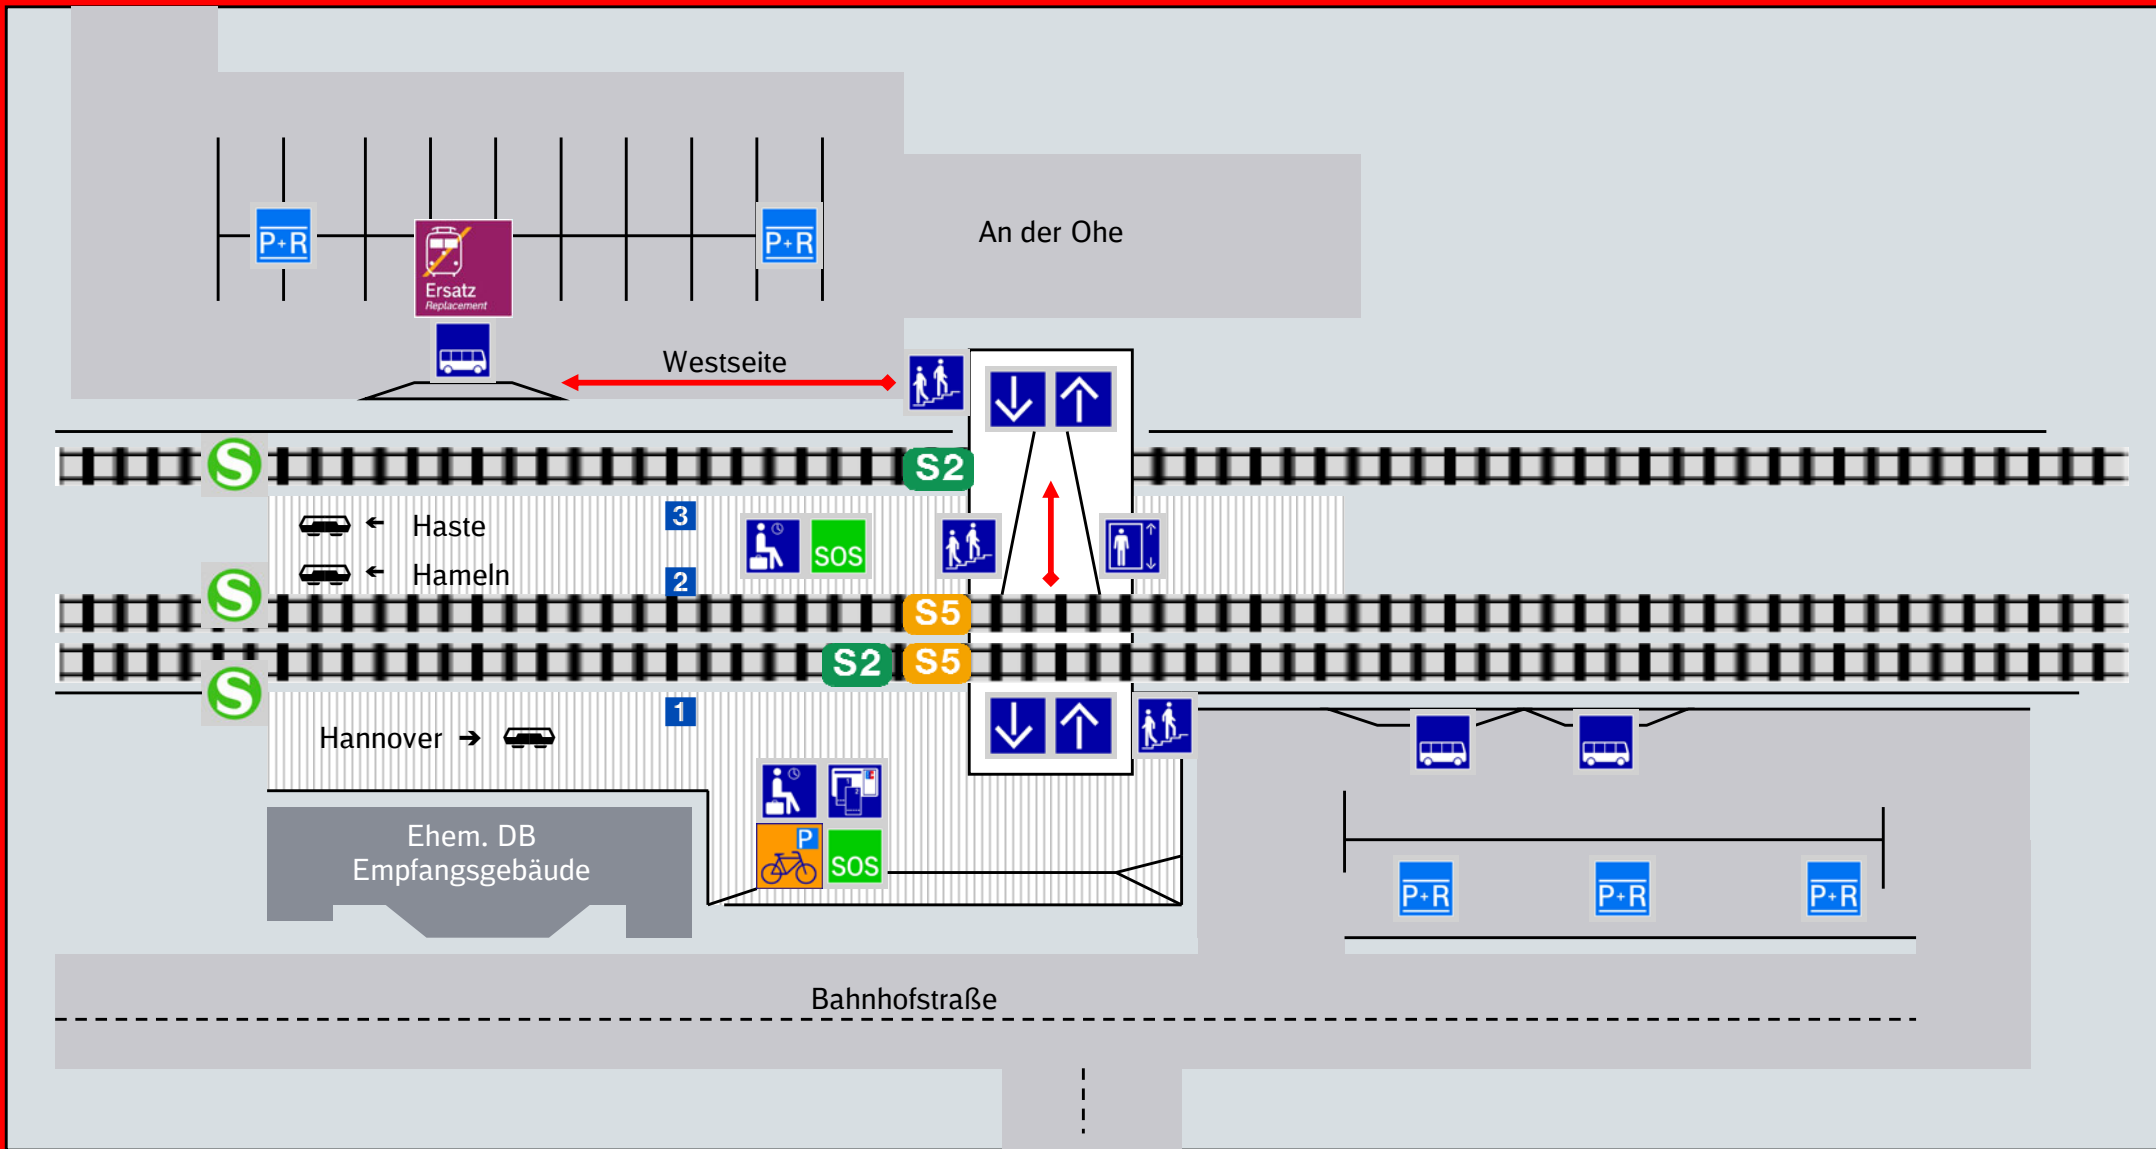 An der Ohe
P+R
P+R
Ersatz
Replacement
Westseite
S
S2
Haste
3
SOS
Hameln
2
S
S5
S2
S5
S
1
Hannover
P
SOS
Ehem. DB
Empfangsgebäude
P+R
P+R
P+R
Bahnhofstraße